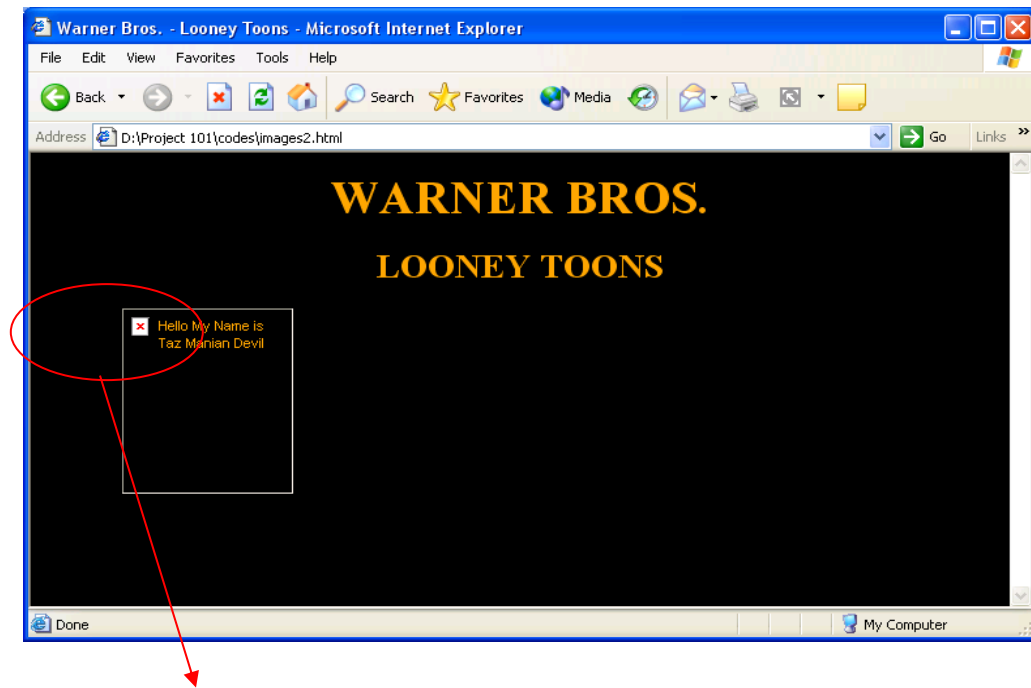 Warner Bros. - Looney Toons - Microsoft Internet Explorer
File Edit View Favorites Tools Help
Back Search Favorites Media
Address D:\Project 101\codes\images2.html Go Links »
WARNER BROS.
LOONEY TOONS
Hello My Name is
Taz Manian Devil
Done My Computer